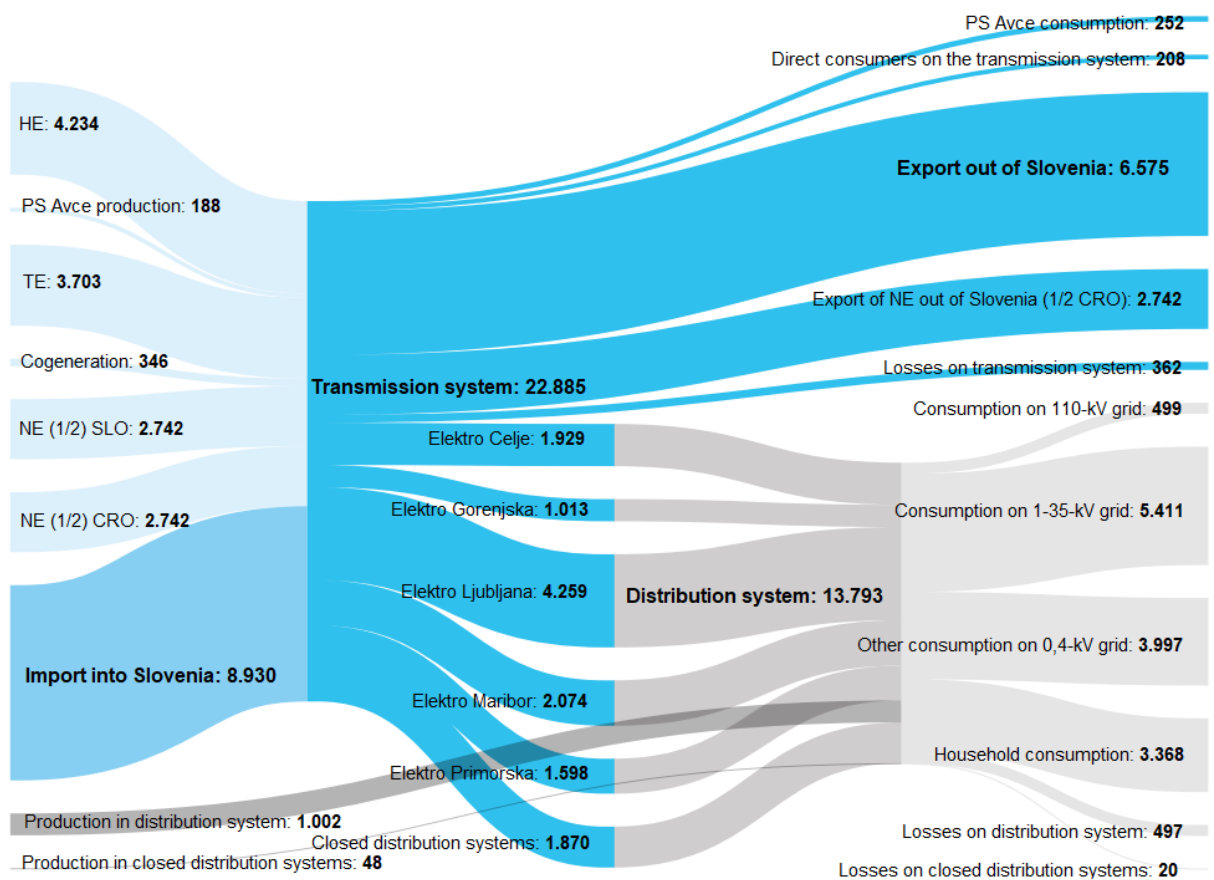 PS Avce consumption: 252
Direct consumers on the transmission system: 208
HE: 4.234
Export out of Slovenia: 6.575
PS Avce production: 188
TE: 3.703
Export of NE out of Slovenia (1/2 CRO): 2.742
Cogeneration: 346
Losses on transmission system: 362
Transmission system: 22.885
Consumption on 110-kV grid: 499
NE (1/2) SLO: 2.742
Elektro Celje: 1.929
Elektro Gorenjska: 1.013
Consumption on 1-35-kV grid: 5.411
NE (1/2) CRO: 2.742
Elektro Ljubljana: 4.259
Distribution system: 13.793
Other consumption on 0,4-kV grid: 3.997
Import into Slovenia: 8.930
Elektro Maribor: 2.074
Household consumption: 3.368
Elektro Primorska: 1.598
Production in distribution system: 1.002
Losses on distribution system: 497
Closed distribution systems: 1.870
Production in closed distribution systems: 48
Losses on closed distribution systems: 20